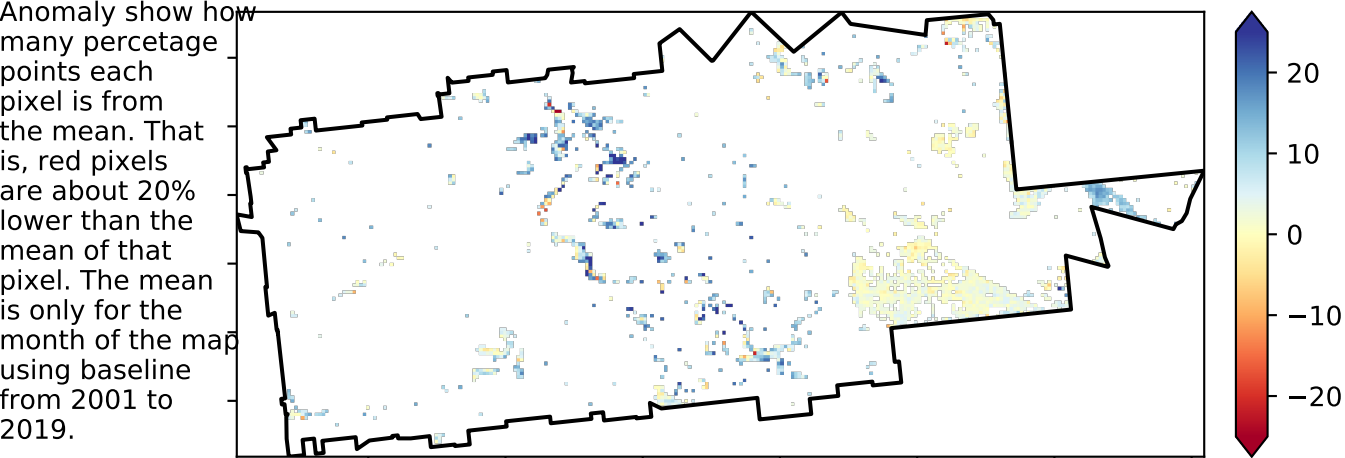 Anomaly show how
many percetage
points each
pixel is from
the mean. That
is, red pixels
are about 20%
lower than the
mean of that
pixel. The mean
is only for the
month of the map
using baseline
from 2001 to
2019.
20
10
0
−10
−20